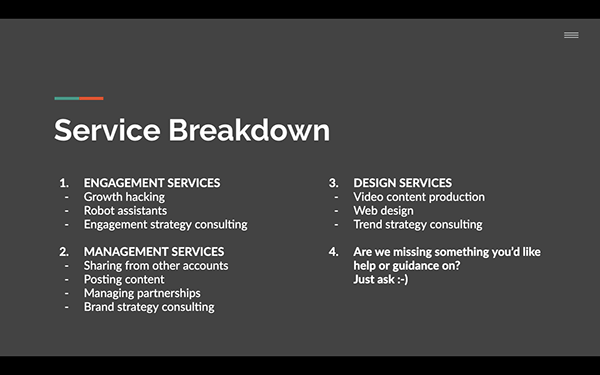 Service Breakdown
1. ENGAGEMENT SERVICES
- Growth hacking
- Robot assistants
- Engagement strategy consulting
2. MANAGEMENT SERVICES
- Sharing from other accounts
- Posting content
- Managing partnerships
- Brand strategy consulting
3. DESIGN SERVICES
- Video content production
- Web design
- Trend strategy consulting
4. Are we missing something you'd like
help or guidance on?
Just ask :-)